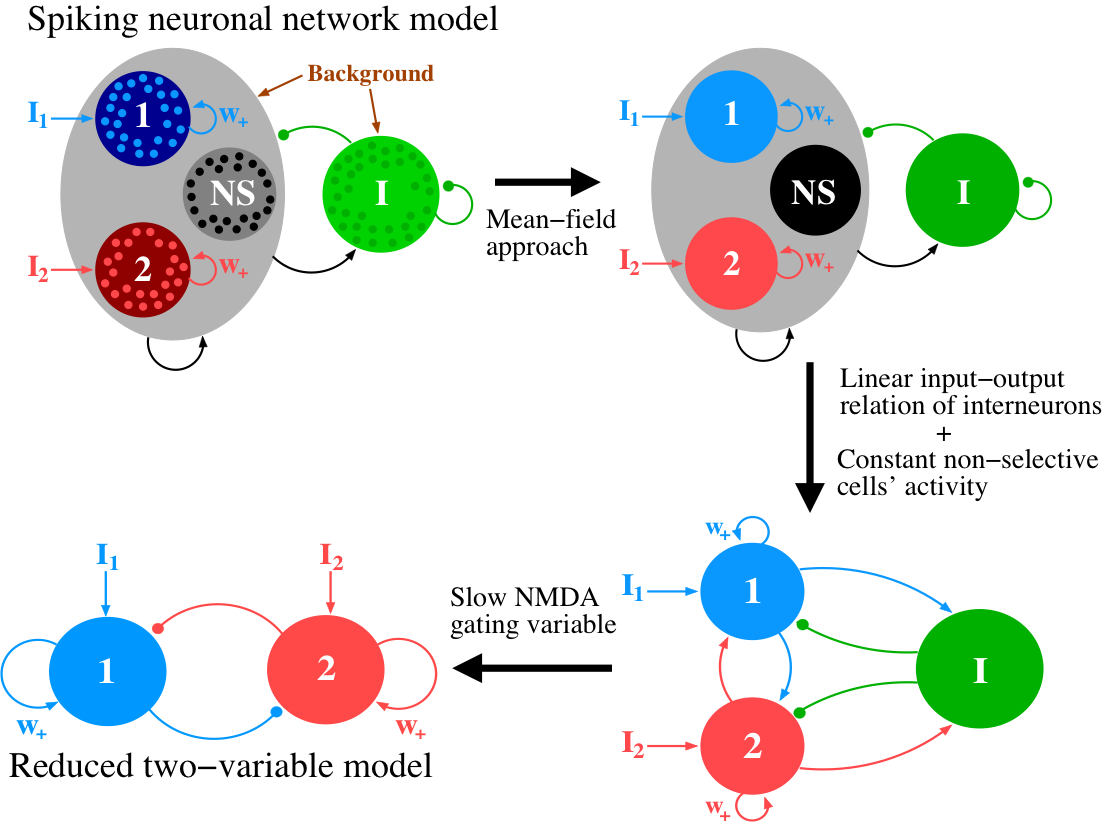 Spiking neuronal network model
Background
I1
1
w+
NS
I
I2
2
w+
Mean−field
approach
I1
1
w+
NS
I
I2
2
w+
Linear input−output
relation of interneurons
+
Constant non−selective
cells’ activity
w+
I1
1
I
I2
2
w+
Slow NMDA
gating variable
I1
I2
1
2
w+
w+
Reduced two−variable model